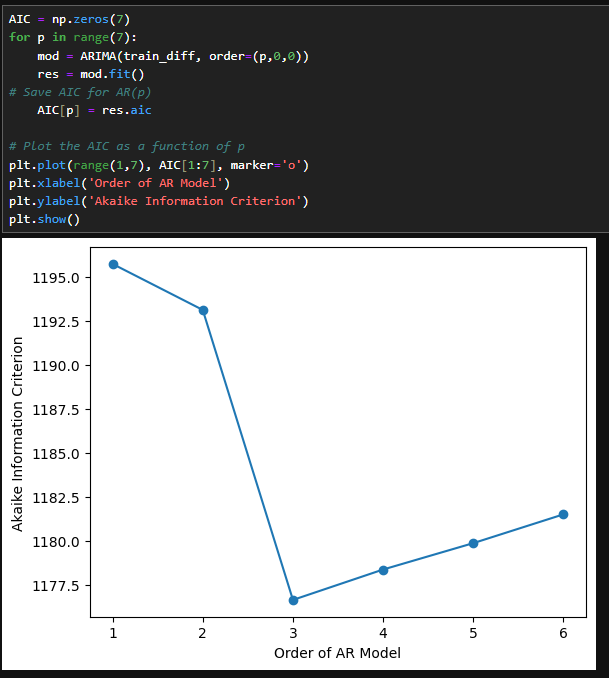 AIC = np.zeros(7)
for p in range(7):
    mod = ARIMA(train_diff, order=(p,0,0))
    res = mod.fit()
# Save AIC for AR(p)
    AIC[p] = res.aic
# Plot the AIC as a function of p
plt.plot(range(1,7), AIC[1:7], marker='o')
plt.xlabel('Order of AR Model')
plt.ylabel('Akaike Information Criterion')
plt.show()
Akaike Information Criterion
1195.0
1192.5
1190.0
1187.5
1185.0
1182.5
1180.0
1177.5
1 2 3 4 5 6
Order of AR Model